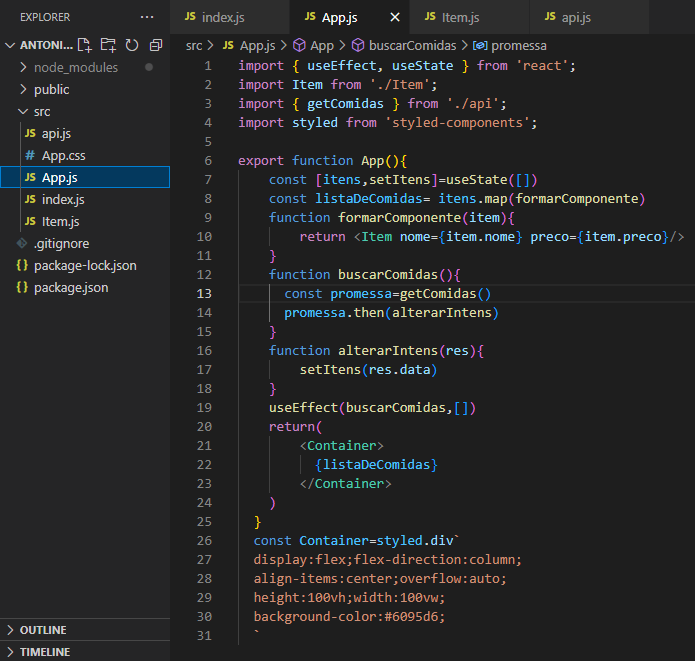 EXPLORER ...
ANTONI...
node_modules
public
src
JS api.js
# App.css
JS App.js
JS index.js
JS Item.js
.gitignore
{} package-lock.json
{} package.json
OUTLINE
TIMELINE
JS index.js JS App.js JS Item.js JS api.js
src > JS App.js > App > buscarComidas > promessa
1 import { useEffect, useState } from 'react';
2 import Item from './Item';
3 import { getComidas } from './api';
4 import styled from 'styled-components';
5
6 export function App(){
7 const [itens,setItens]=useState([])
8 const listaDeComidas= itens.map(formarComponente)
9 function formarComponente(item){
10 return <Item nome={item.nome} preco={item.preco}/>
11 }
12 function buscarComidas(){
13 const promessa=getComidas()
14 promessa.then(alterarIntens)
15 }
16 function alterarIntens(res){
17 setItens(res.data)
18 }
19 useEffect(buscarComidas,[])
20 return(
21 <Container>
22 {listaDeComidas}
23 </Container>
24 )
25 }
26 const Container=styled.div`
27 display:flex;flex-direction:column;
28 align-items:center;overflow:auto;
29 height:100vh;width:100vw;
30 background-color:#6095d6;
31 `